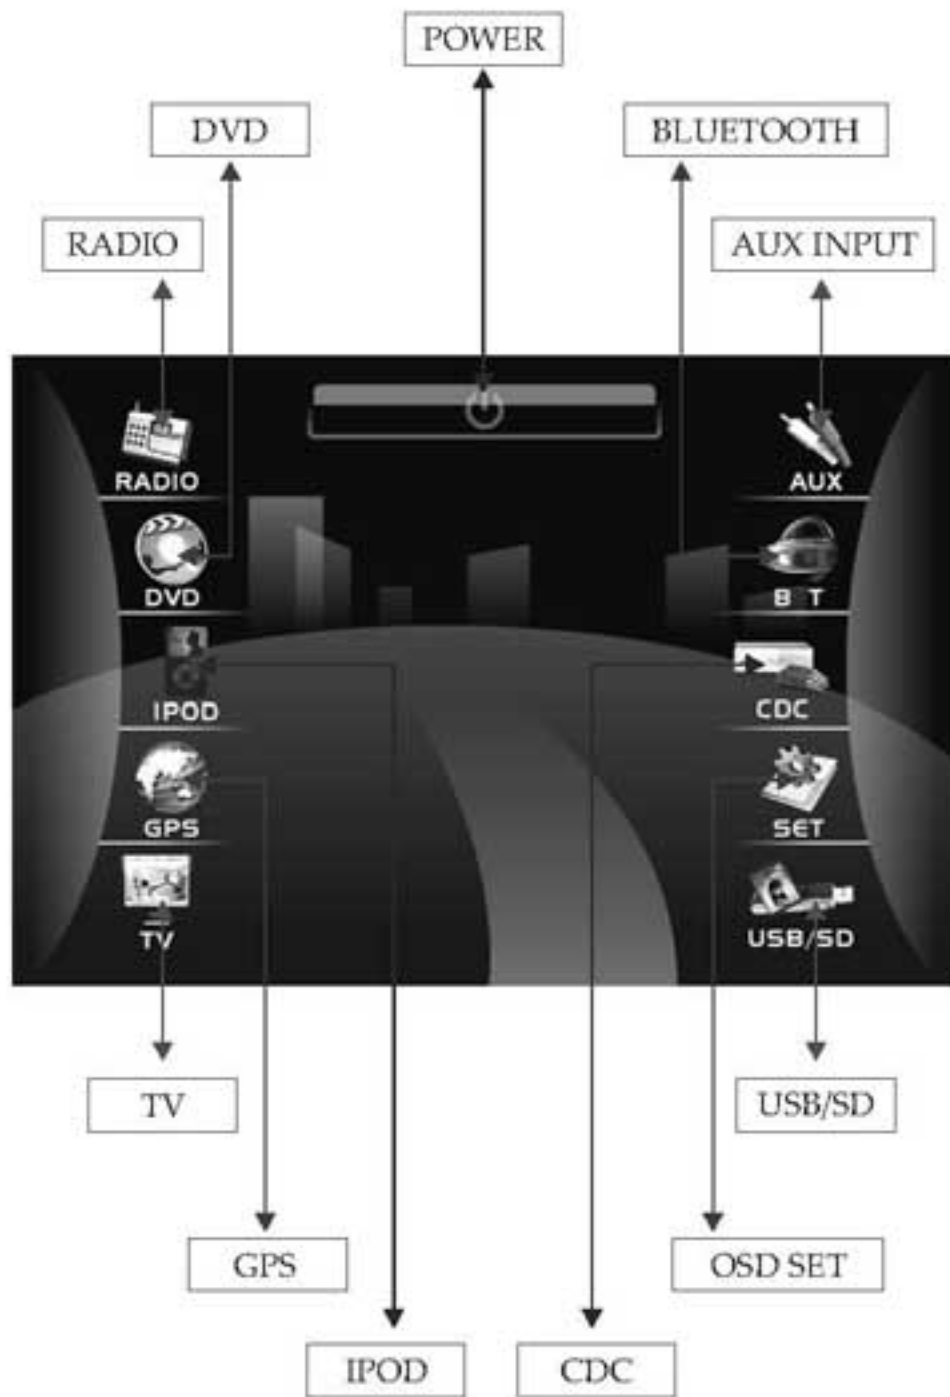 POWER
DVD
BLUETOOTH
RADIO
AUX INPUT
RADIO
AUX
DVD
B T
IPOD
CDC
GPS
SET
TV
USB/SD
TV
USB/SD
GPS
OSD SET
IPOD
CDC